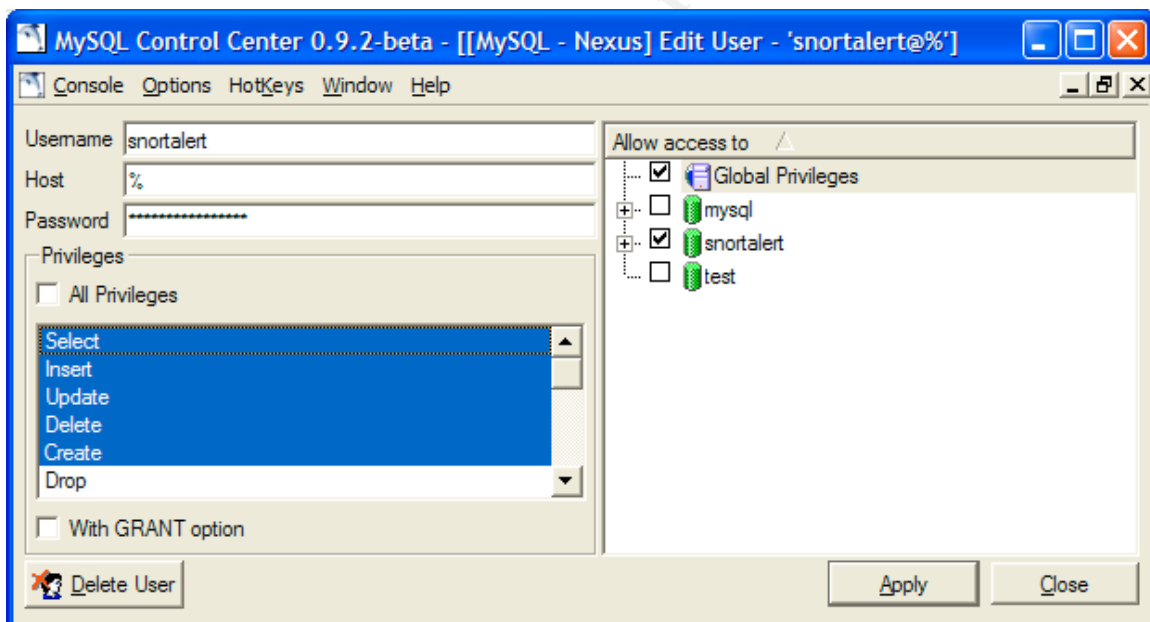 MySQL Control Center 0.9.2-beta - [[MySQL - Nexus] Edit User - 'snortalert@%']
Console Options HotKeys Window Help
Username snortalert
Host %
Password ****************
Privileges
All Privileges
Select
Insert
Update
Delete
Create
Drop
With GRANT option
Delete User
Allow access to
Global Privileges
mysql
snortalert
test
Apply Close